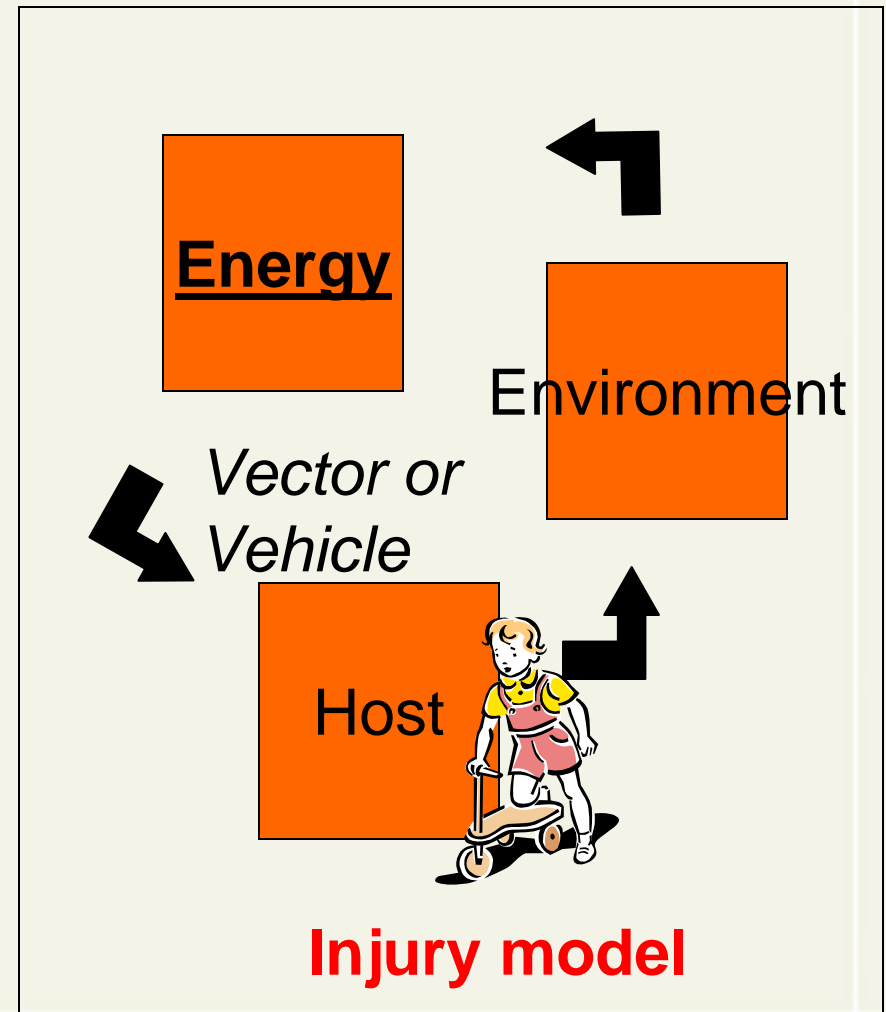 Energy
Environment
Vector or
Vehicle
Host
Injury model